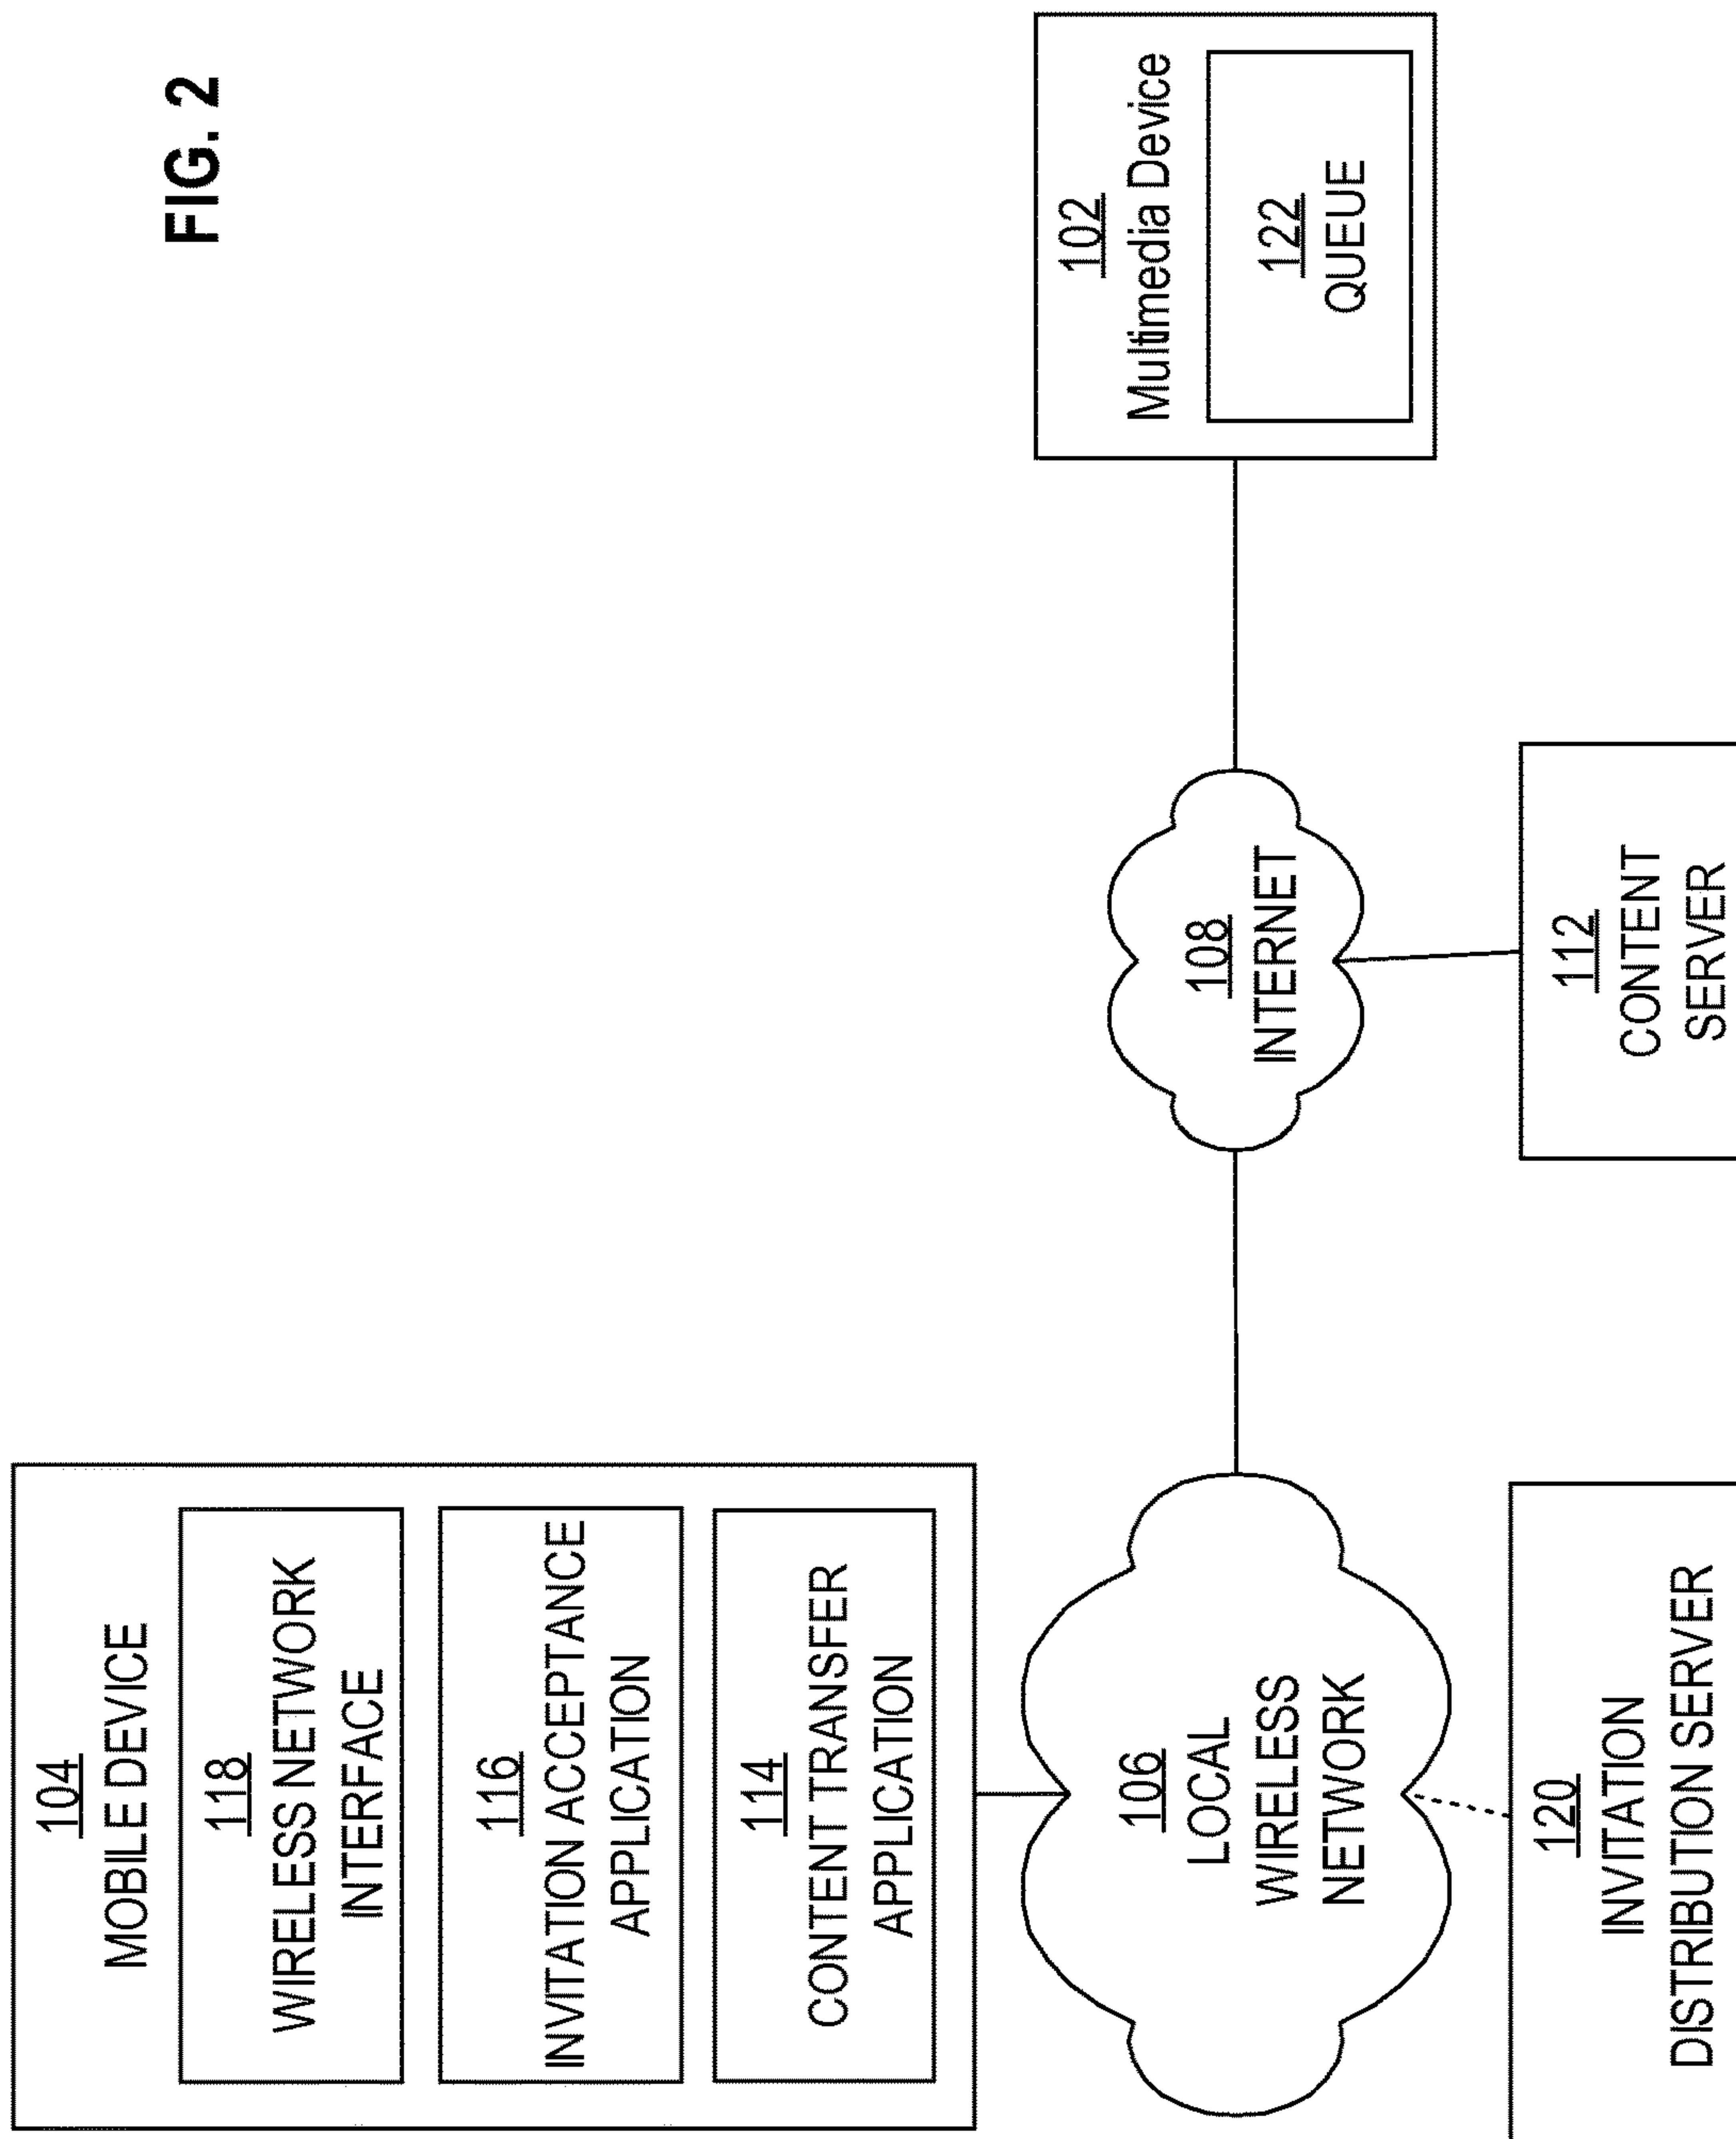 FIG. 2
104
MOBILE DEVICE
118
WIRELESS NETWORK
INTERFACE
116
INVITATION ACCEPTANCE
APPLICATION
114
CONTENT TRANSFER
APPLICATION
106
LOCAL
WIRELESS
NETWORK
120
INVITATION
DISTRIBUTION SERVER
108
INTERNET
112
CONTENT
SERVER
102
Multimedia Device
122
QUEUE